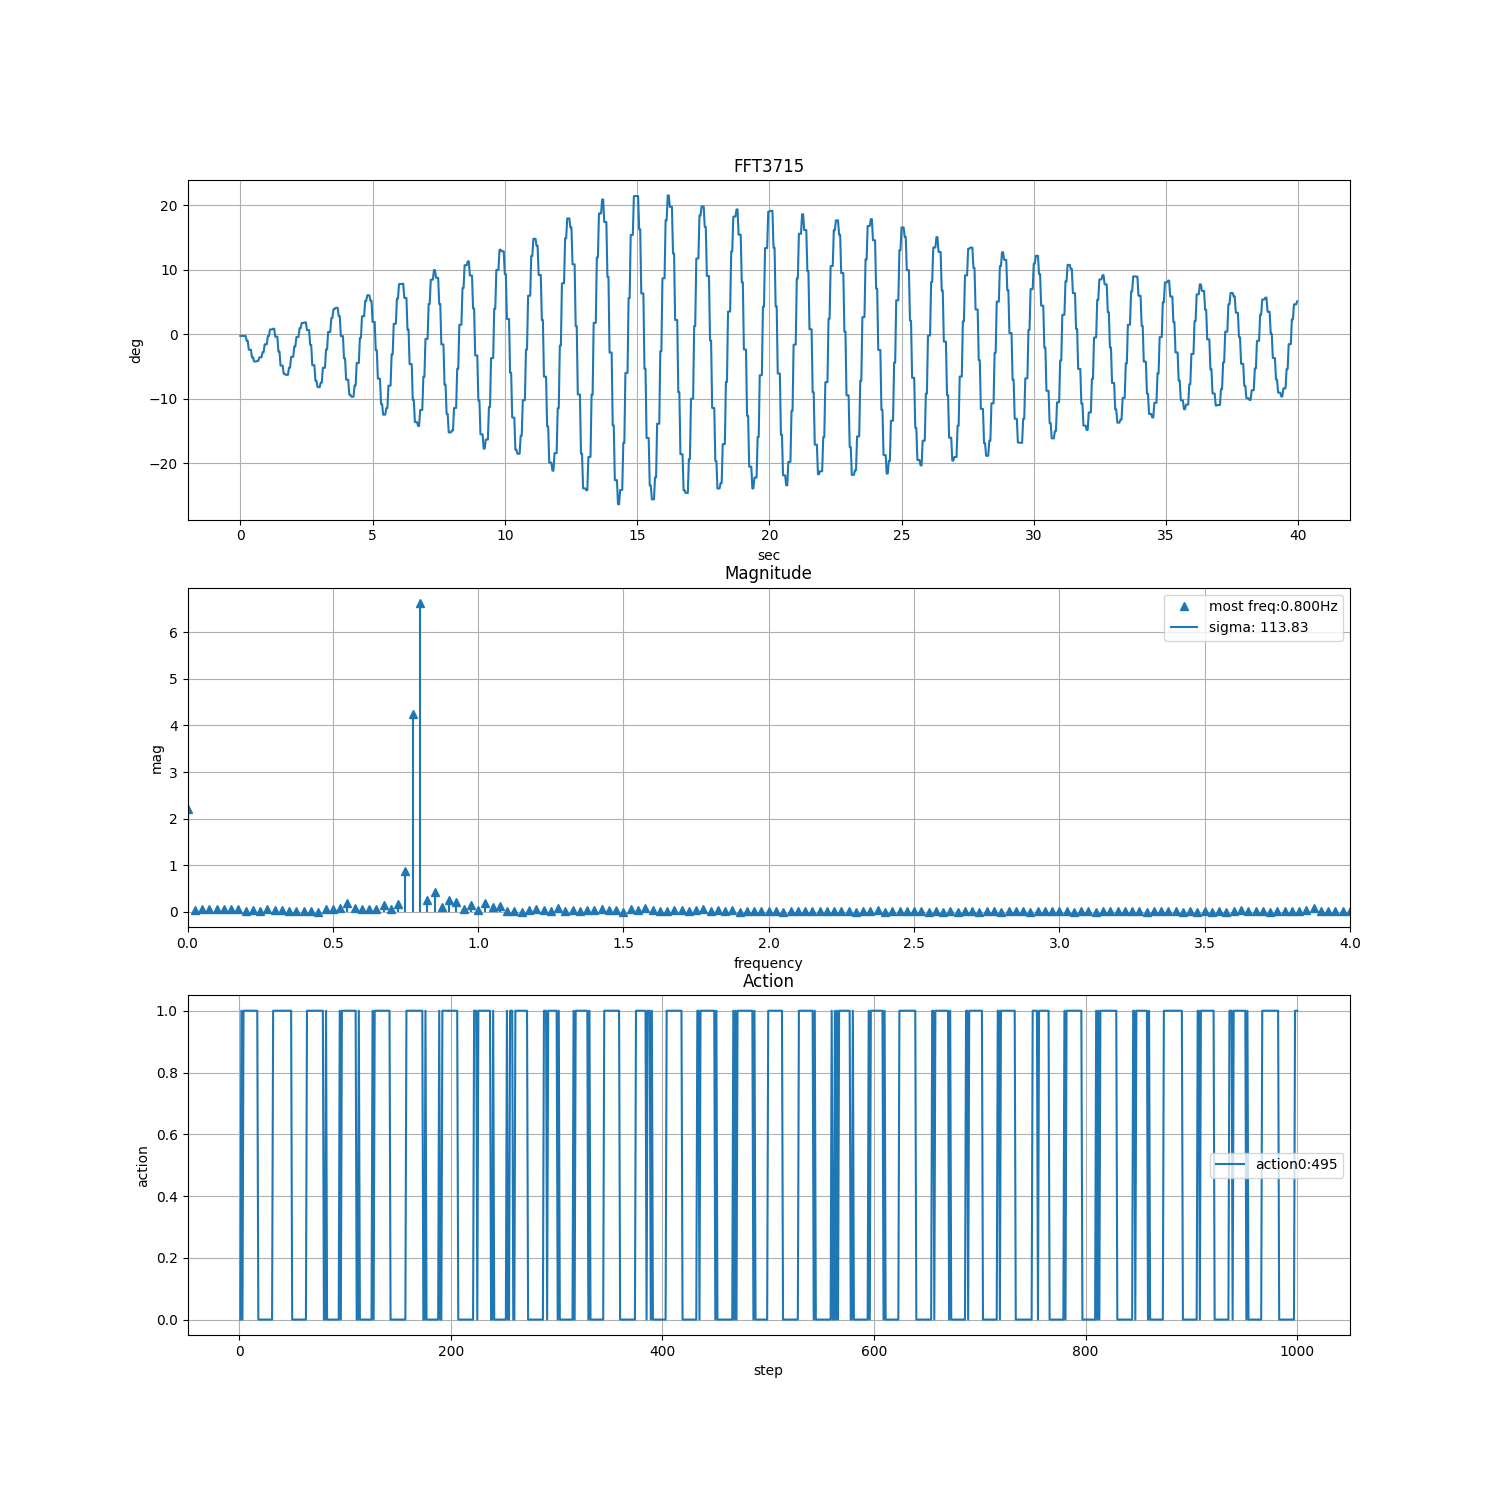 FFT3715
20
10
0
−10
−20
deg
0 5 10 15 20 25 30 35 40
sec
Magnitude
most freq:0.800Hz
sigma: 113.83
6
5
4
3
2
1
0
mag
0.0 0.5 1.0 1.5 2.0 2.5 3.0 3.5 4.0
frequency
Action
1.0
0.8
0.6
0.4
0.2
0.0
action
action0:495
0 200 400 600 800 1000
step